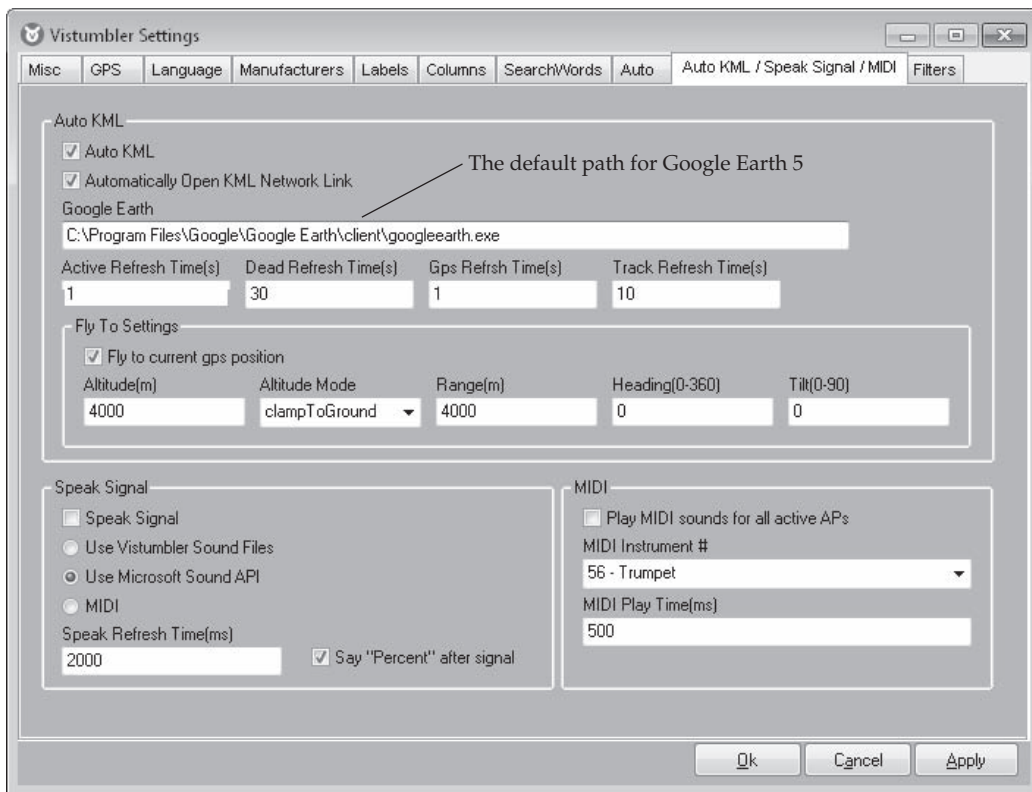 Vistumbler Settings
Misc GPS Language Manufacturers Labels Columns SearchWords Auto Auto KML / Speak Signal / MIDI Filters
Auto KML
Auto KML
Automatically Open KML Network Link
The default path for Google Earth 5
Google Earth
C:\Program Files\Google\Google Earth\client\googleearth.exe
Active Refresh Time(s) Dead Refresh Time(s) Gps Refrsh Time(s) Track Refresh Time(s)
1 30 1 10
Fly To Settings
Fly to current gps position
Altitude(m) Altitude Mode Range(m) Heading(0-360) Tilt(0-90)
4000 clampToGround 4000 0 0
Speak Signal
Speak Signal
Use Vistumbler Sound Files
Use Microsoft Sound API
MIDI
Speak Refresh Time(ms)
2000 Say "Percent" after signal
MIDI
Play MIDI sounds for all active APs
MIDI Instrument #
56 - Trumpet
MIDI Play Time(ms)
500
Ok Cancel Apply